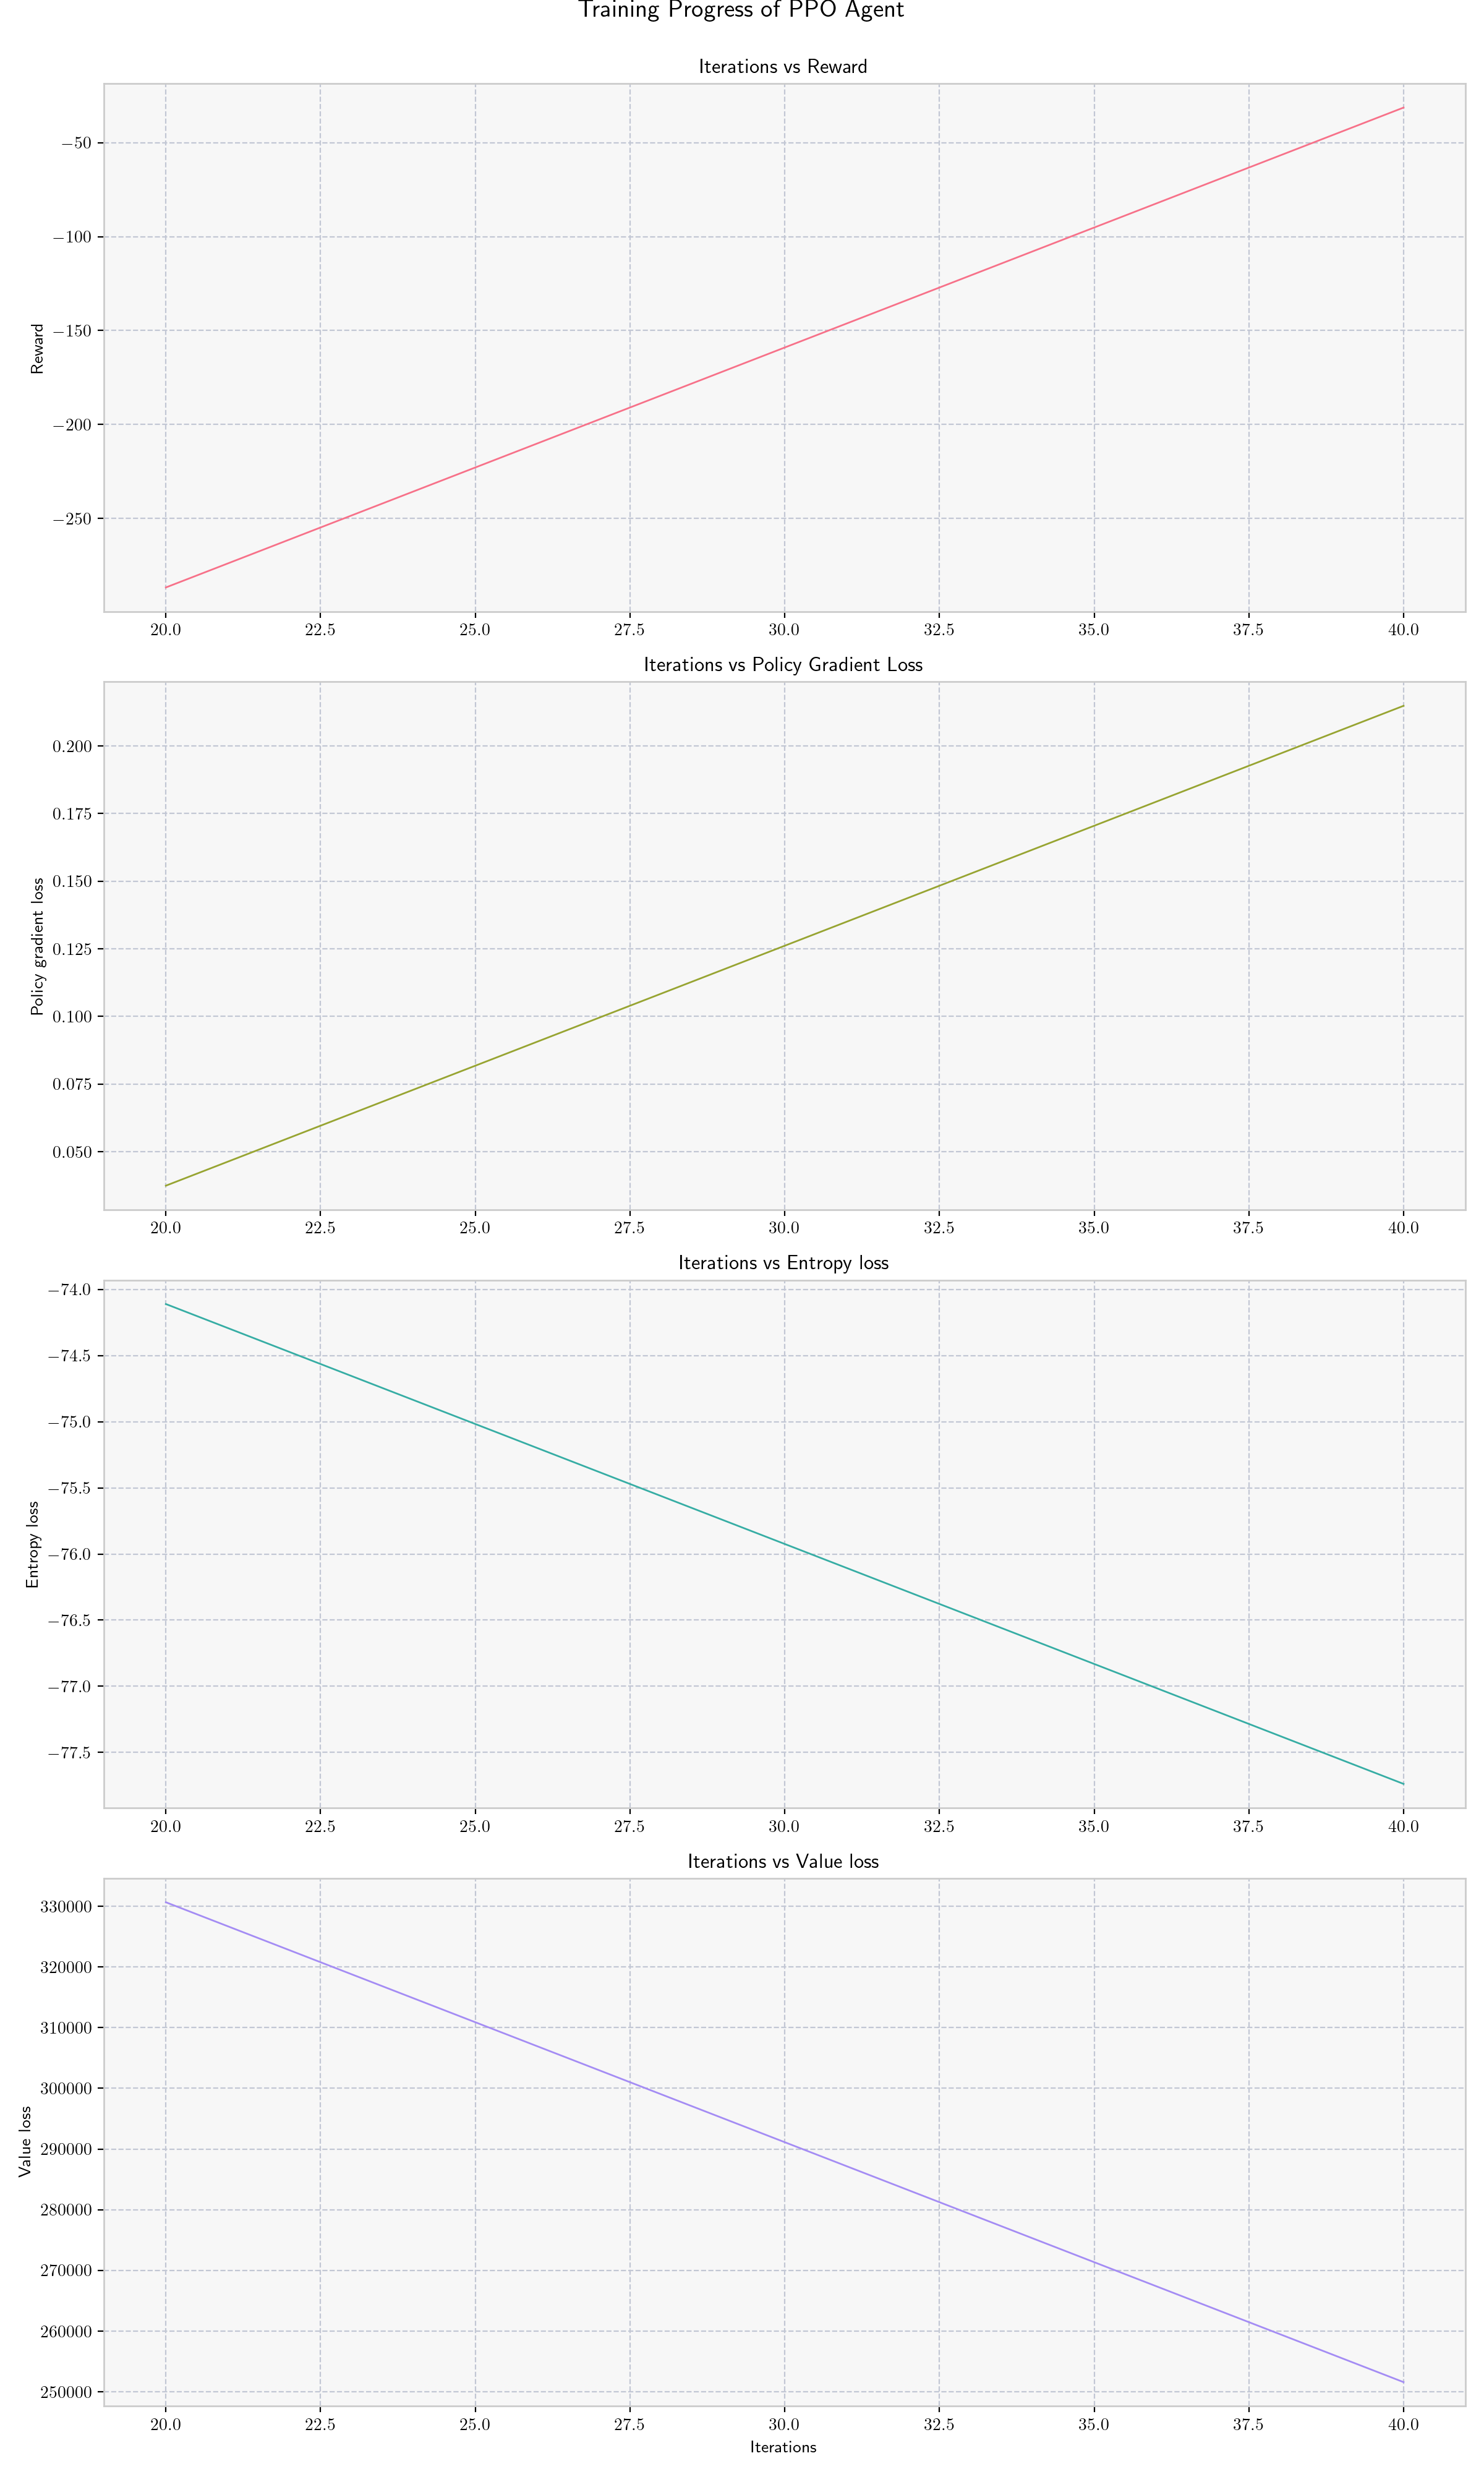 Training Progress of PPO Agent
Iterations vs Reward
Reward
−50
−100
−150
−200
−250
20.0 22.5 25.0 27.5 30.0 32.5 35.0 37.5 40.0
Iterations vs Policy Gradient Loss
Policy gradient loss
0.200
0.175
0.150
0.125
0.100
0.075
0.050
20.0 22.5 25.0 27.5 30.0 32.5 35.0 37.5 40.0
Iterations vs Entropy loss
Entropy loss
−74.0
−74.5
−75.0
−75.5
−76.0
−76.5
−77.0
−77.5
20.0 22.5 25.0 27.5 30.0 32.5 35.0 37.5 40.0
Iterations vs Value loss
Value loss
330000
320000
310000
300000
290000
280000
270000
260000
250000
20.0 22.5 25.0 27.5 30.0 32.5 35.0 37.5 40.0
Iterations